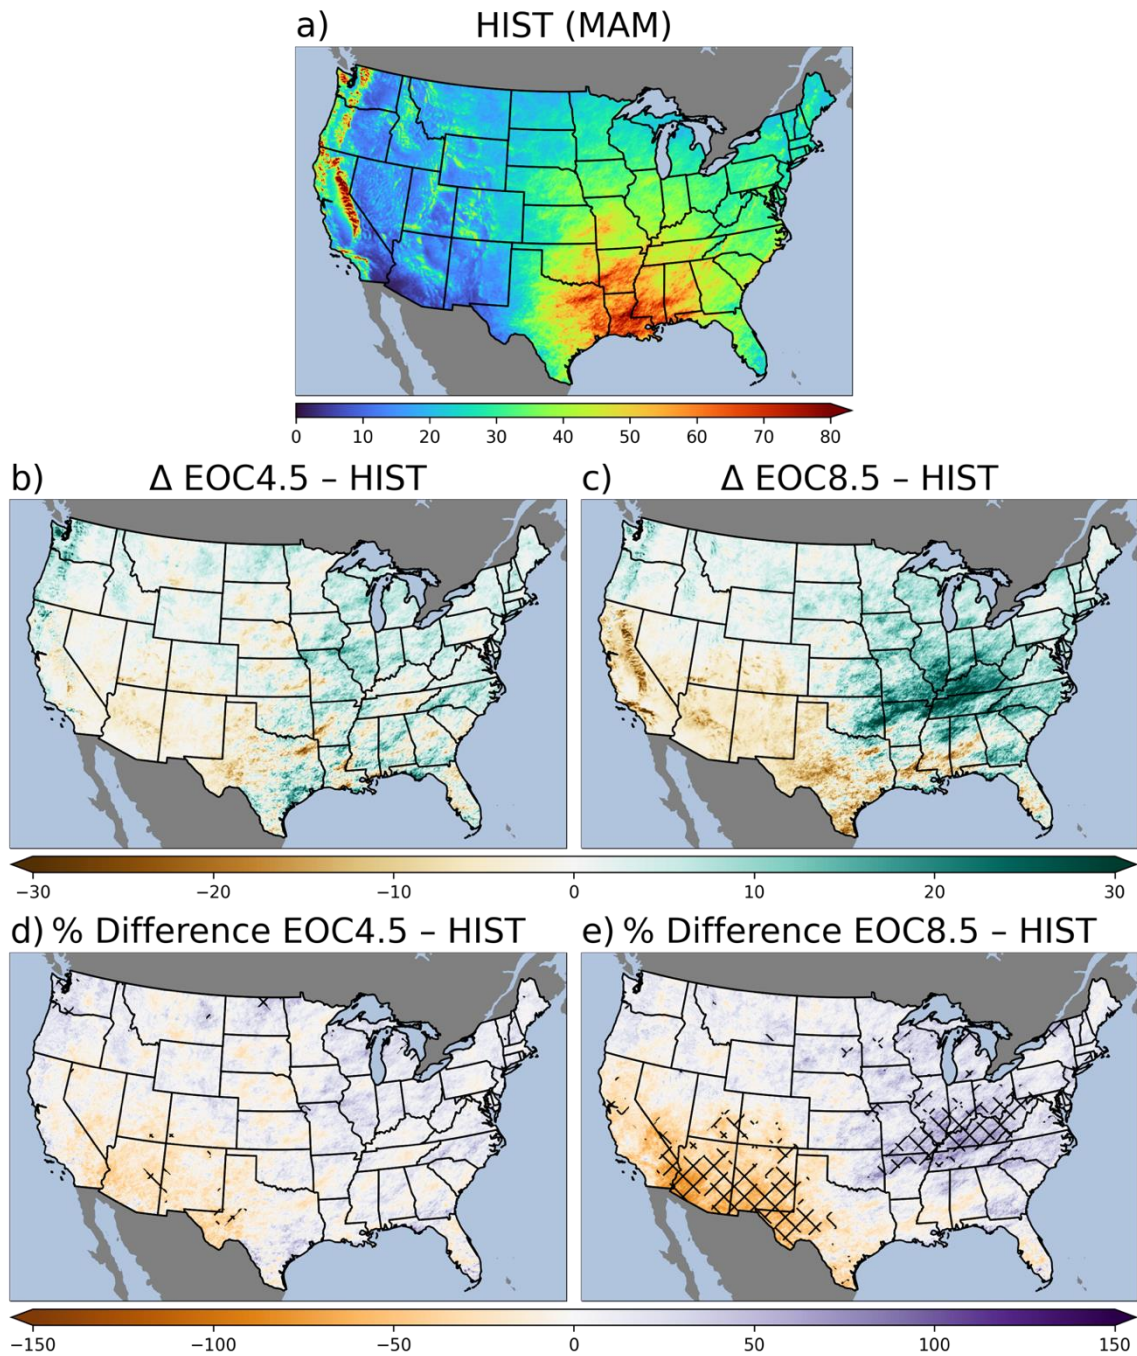 a) HIST (MAM)
0 10 20 30 40 50 60 70 80
b) Δ EOC4.5 – HIST
c) Δ EOC8.5 – HIST
−30 −20 −10 0 10 20 30
d) % Difference EOC4.5 – HIST
e) % Difference EOC8.5 – HIST
−150 −100 −50 0 50 100 150